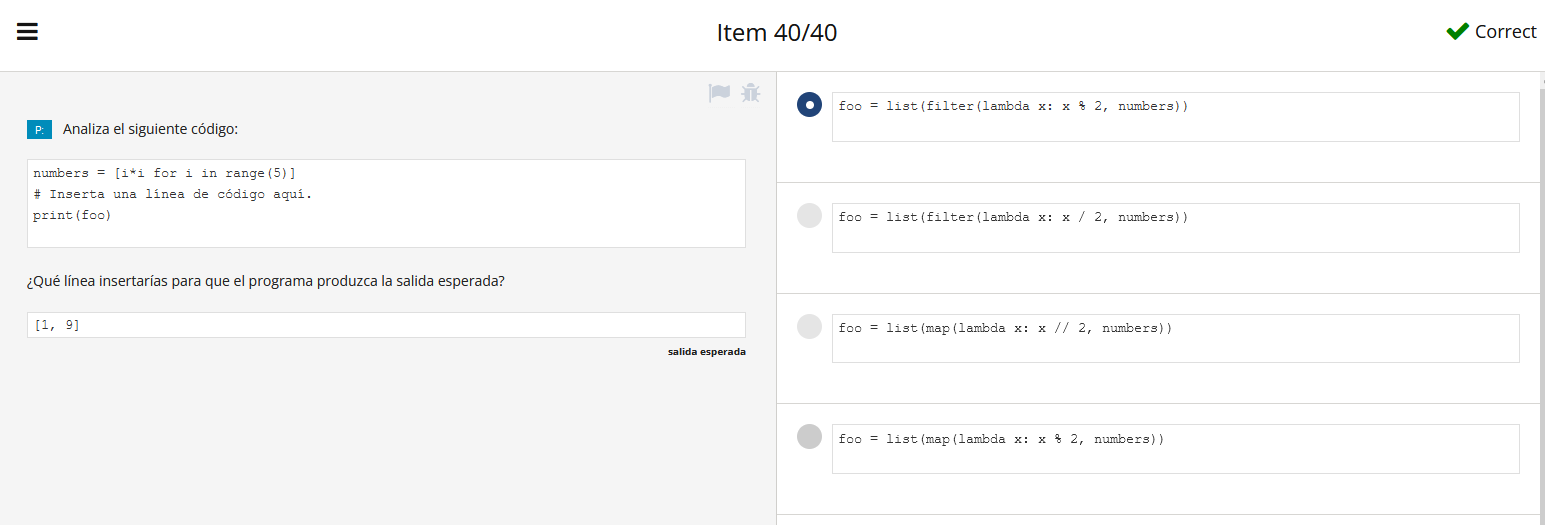 Item 40/40
Correct
P: Analiza el siguiente código:
numbers = [i*i for i in range(5)]
# Inserta una línea de código aquí.
print(foo)
¿Qué línea insertarías para que el programa produzca la salida esperada?
[1, 9]
salida esperada
foo = list(filter(lambda x: x % 2, numbers))
foo = list(filter(lambda x: x / 2, numbers))
foo = list(map(lambda x: x // 2, numbers))
foo = list(map(lambda x: x % 2, numbers))